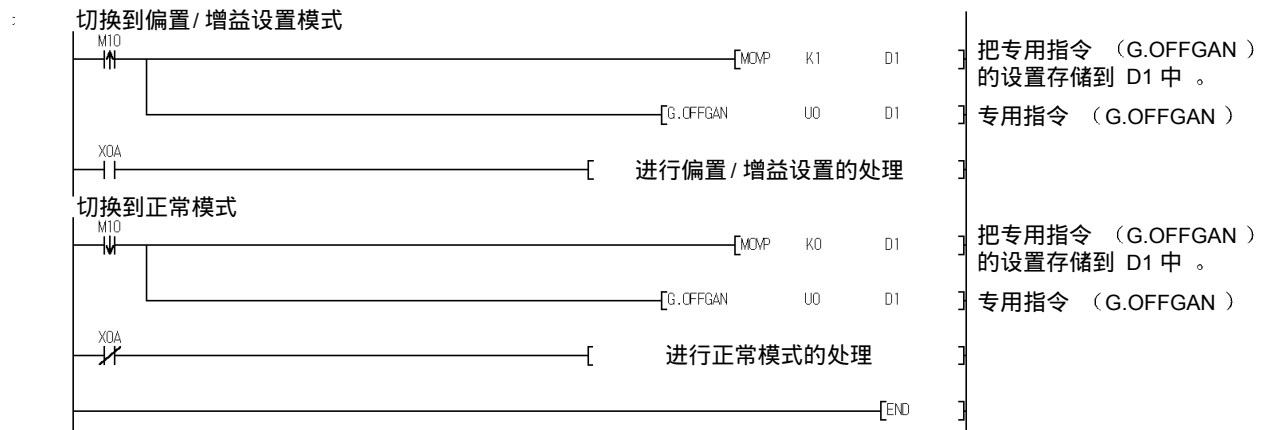 切换到偏置/增益设置模式
M10
[MOVP K1 D1 ]
把专用指令 （G.OFFGAN ）
的设置存储到 D1 中 。
[G.OFFGAN U0 D1 ]
专用指令 （G.OFFGAN ）
X0A
[ 进行偏置/增益设置的处理 ]
切换到正常模式
M10
[MOVP K0 D1 ]
把专用指令 （G.OFFGAN ）
的设置存储到 D1 中 。
[G.OFFGAN U0 D1 ]
专用指令 （G.OFFGAN ）
X0A
[ 进行正常模式的处理 ]
[END ]